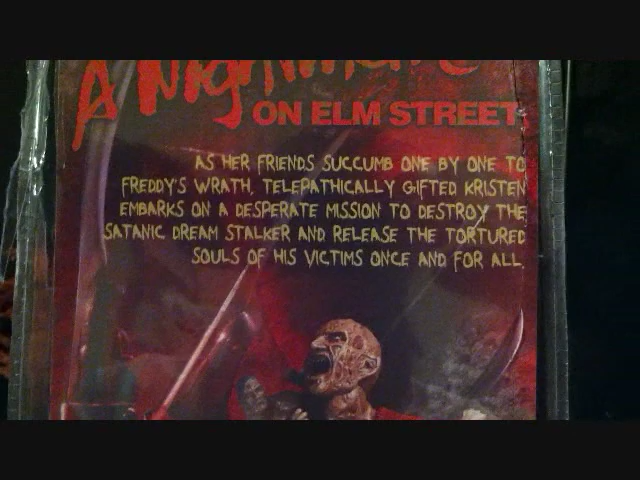 A Nightmare
ON ELM STREET
AS HER FRIENDS SUCCUMB ONE BY ONE TO
FREDDY'S WRATH, TELEPATHICALLY GIFTED KRISTEN
EMBARKS ON A DESPERATE MISSION TO DESTROY THE
SATANIC DREAM STALKER AND RELEASE THE TORTURED
SOULS OF HIS VICTIMS ONCE AND FOR ALL.